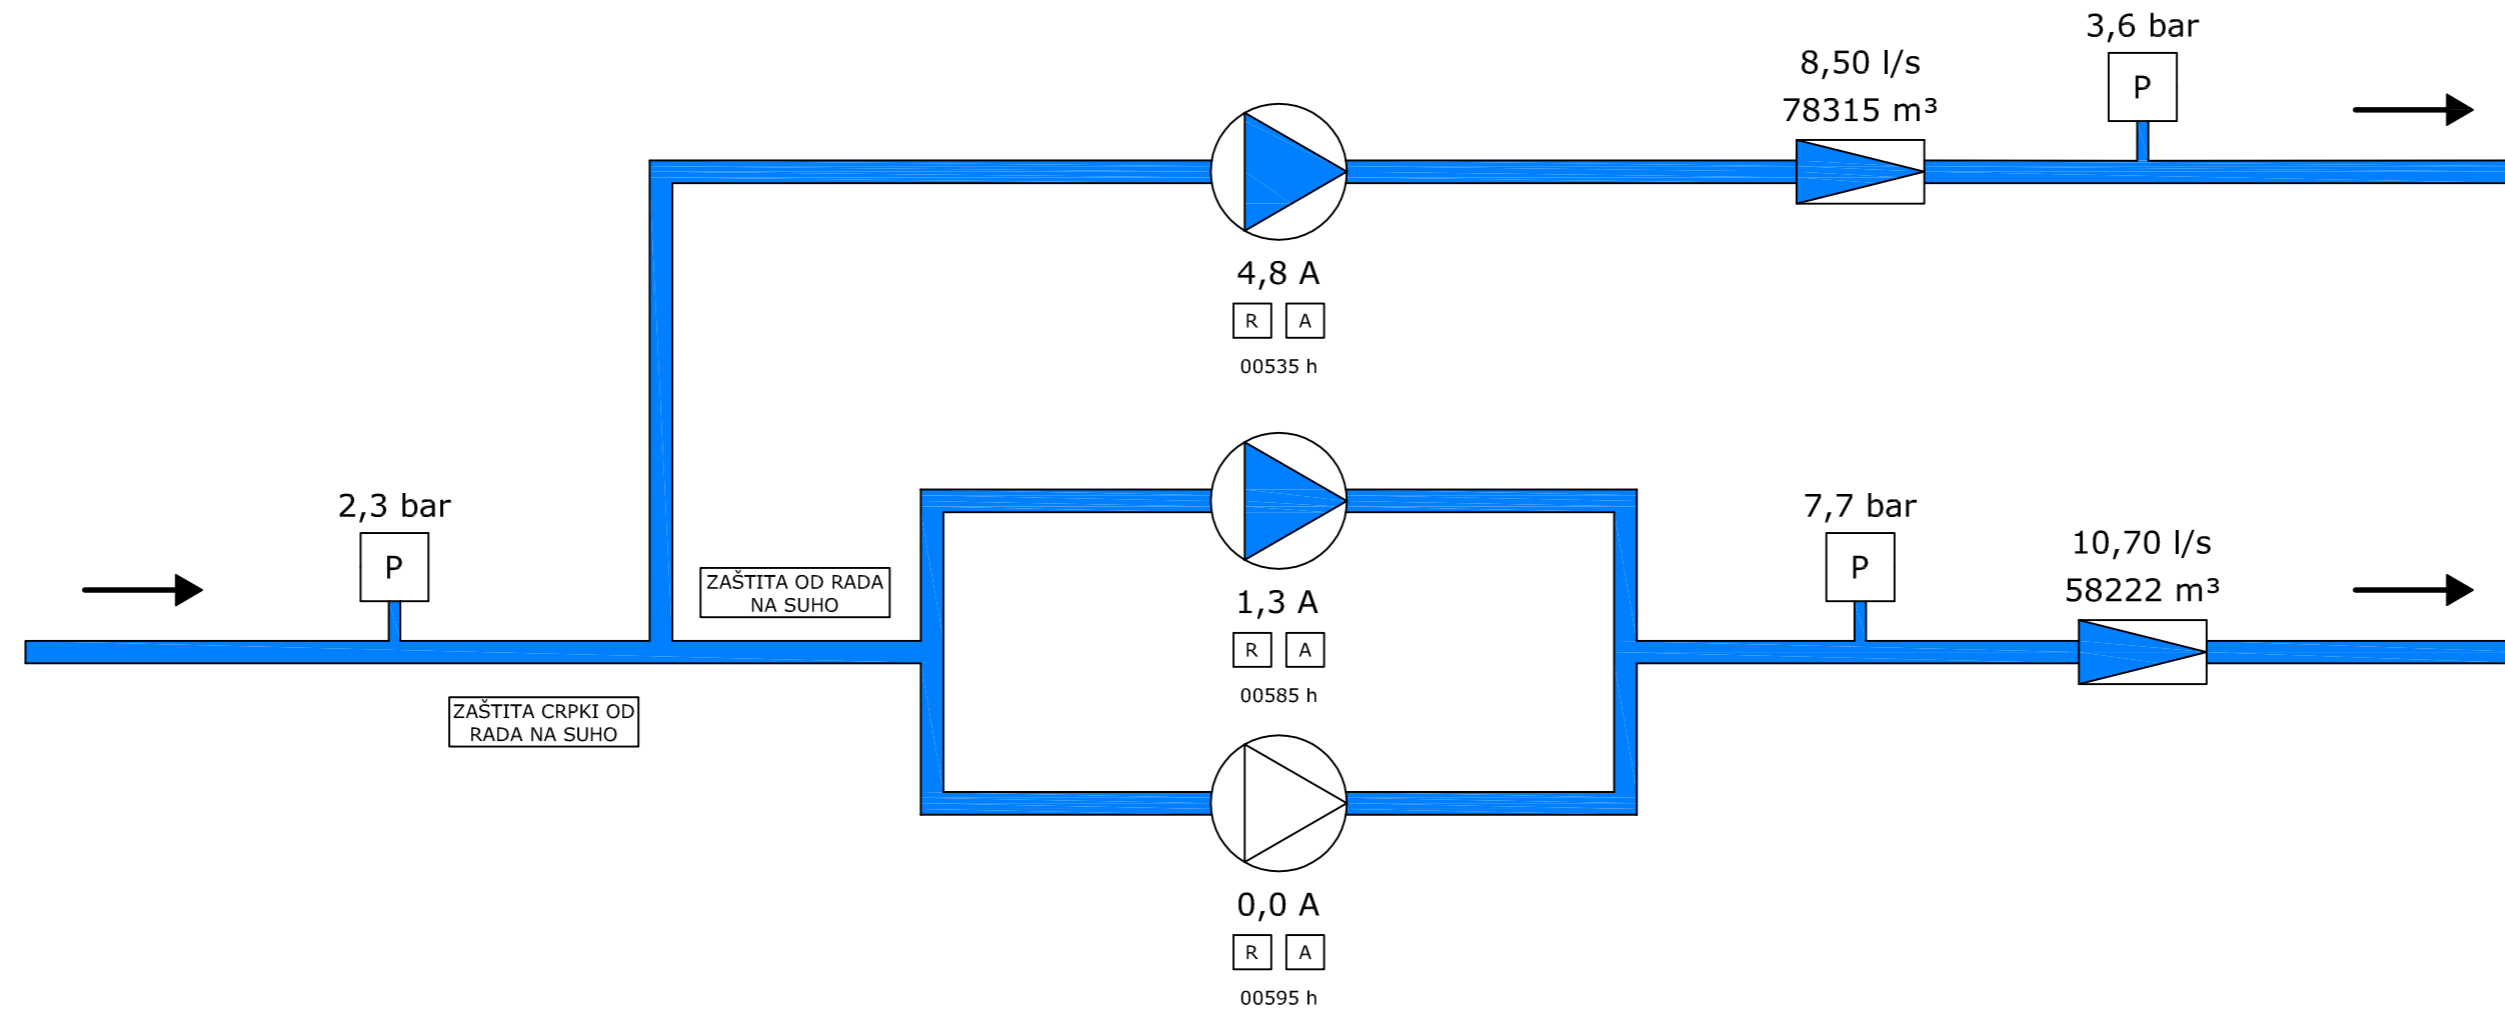 3,6 bar
P
8,50 l/s
78315 m³
4,8 A
R A
00535 h
2,3 bar
P
ZAŠTITA OD RADA
NA SUHO
ZAŠTITA CRPKI OD
RADA NA SUHO
1,3 A
R A
00585 h
7,7 bar
P
10,70 l/s
58222 m³
0,0 A
R A
00595 h